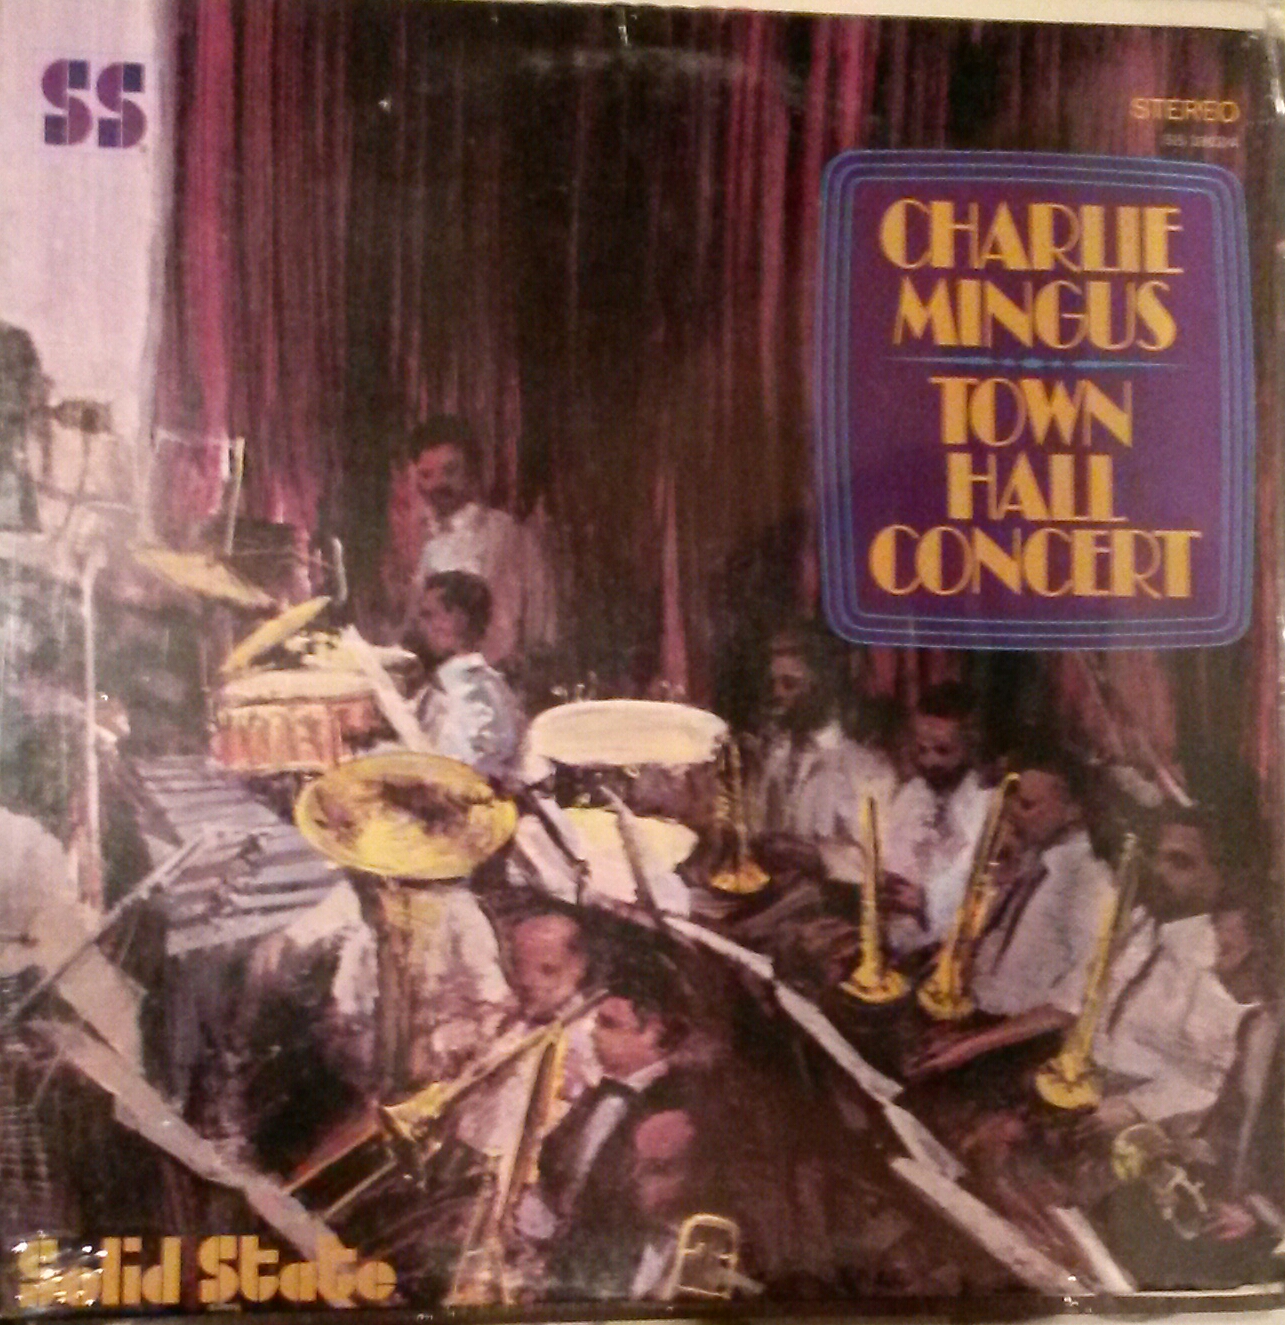 SS
STEREO
CHARLIE
MINGUS
TOWN
HALL
CONCERT
Solid State